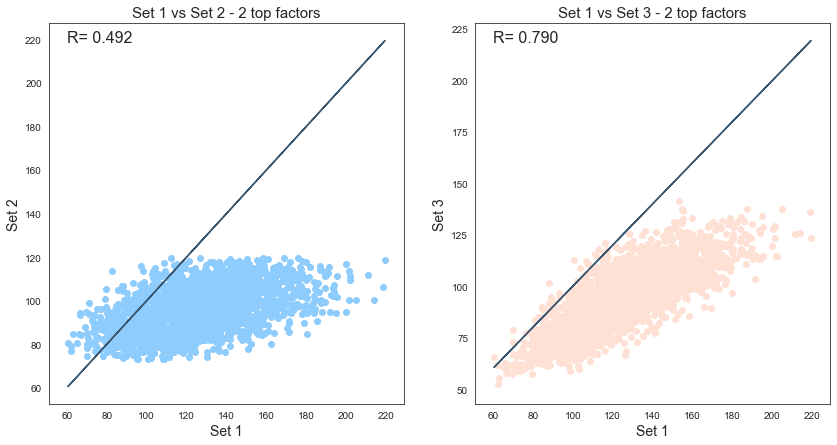 Set 1 vs Set 2 - 2 top factors
R= 0.492
220
200
180
160
140
120
100
80
60
Set 2
60 80 100 120 140 160 180 200 220
Set 1
Set 1 vs Set 3 - 2 top factors
R= 0.790
225
200
175
150
125
100
75
50
Set 3
60 80 100 120 140 160 180 200 220
Set 1